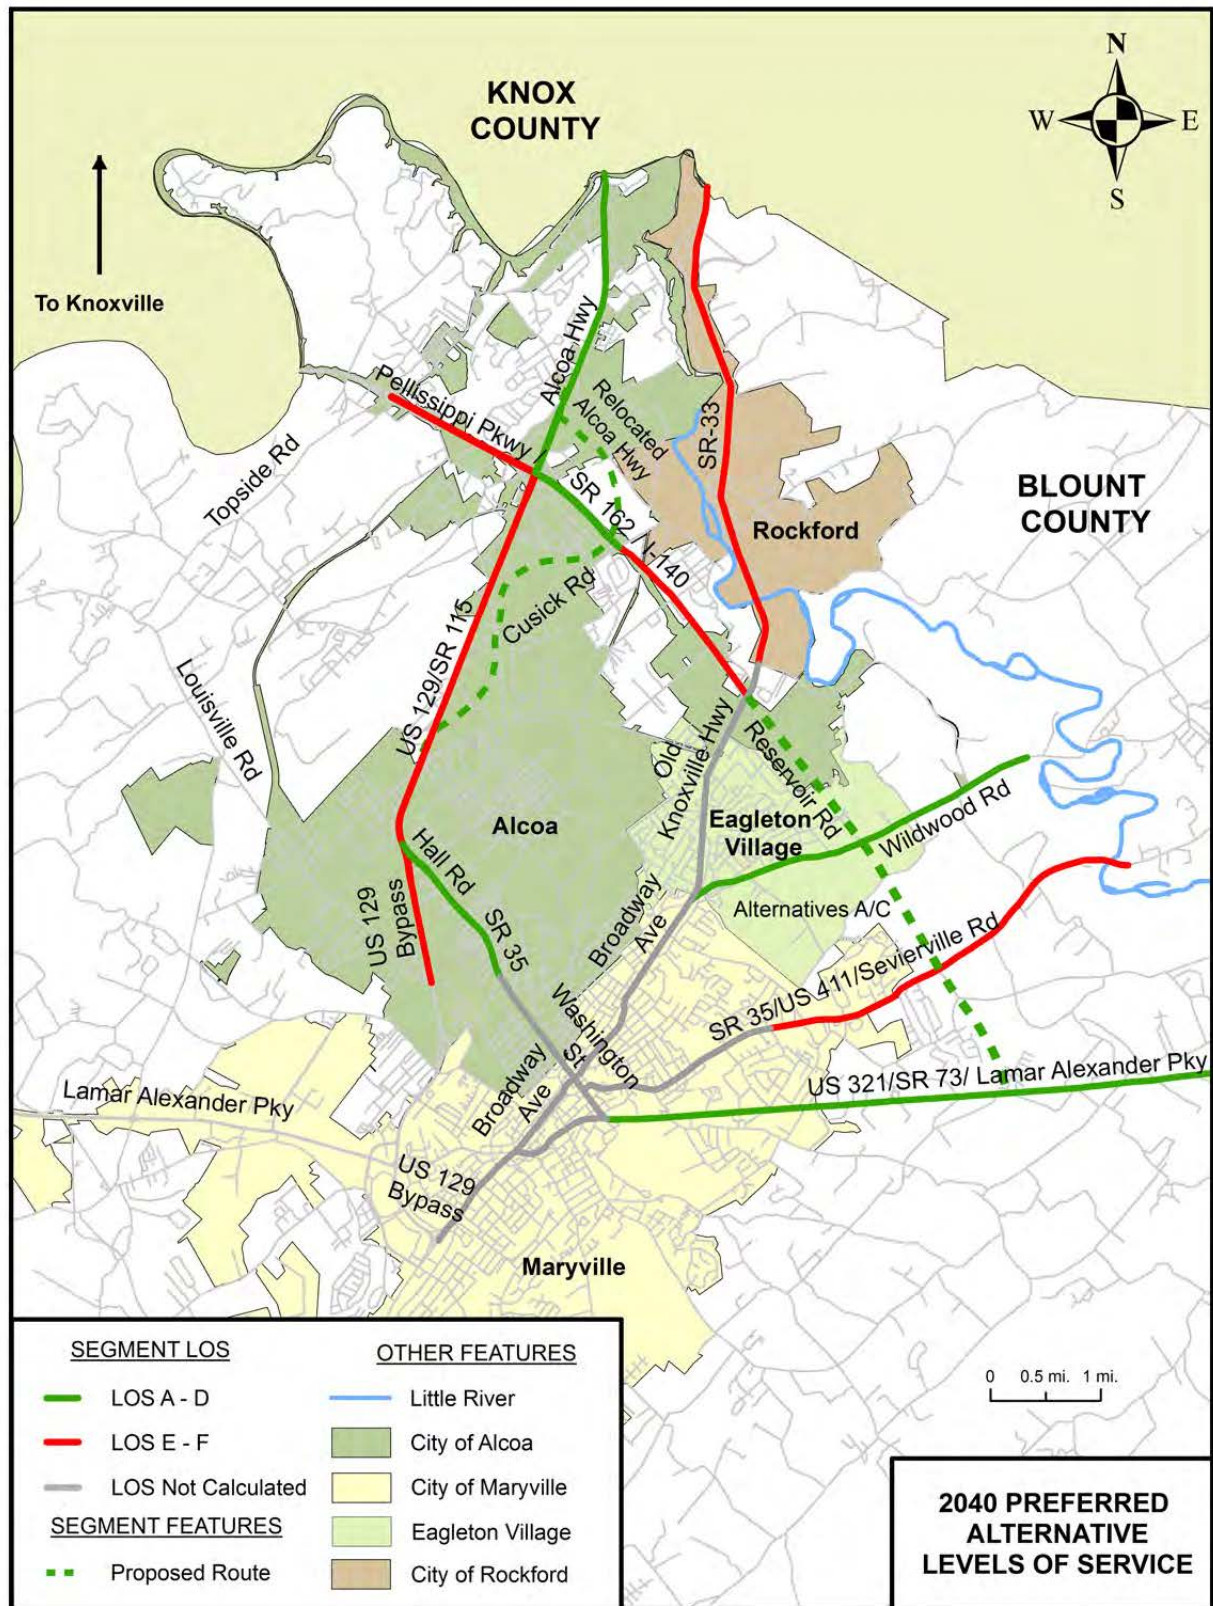 KNOX
COUNTY
N
W
E
S
To Knoxville
Alcoa Hwy
Relocated
Alcoa Hwy
Pellissippi Pkwy /
SR-33
Topside Rd
SR 162 / I-140
BLOUNT
COUNTY
Rockford
Cusick Rd
US 129/SR 115
Louisville Rd
Old
Knoxville Hwy
Reservoir Rd
Alcoa
Eagleton
Village
Wildwood Rd
Hall Rd
US 129
Bypass
SR 35
Broadway
Ave
Alternatives A/C
SR 35/US 411/Sevierville Rd
Washington
St
Broadway
Ave
US 321/SR 73/ Lamar Alexander Pky
Lamar Alexander Pky
US 129
Bypass
Maryville
SEGMENT LOS
LOS A - D
LOS E - F
LOS Not Calculated
SEGMENT FEATURES
Proposed Route
OTHER FEATURES
Little River
City of Alcoa
City of Maryville
Eagleton Village
City of Rockford
0 0.5 mi. 1 mi.
2040 PREFERRED
ALTERNATIVE
LEVELS OF SERVICE